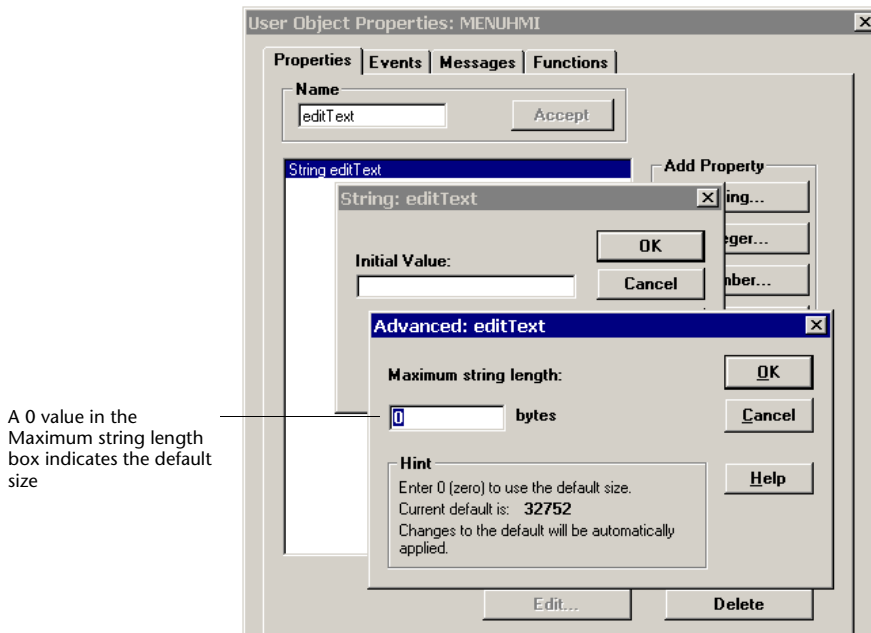 User Object Properties: MENUHMI
Properties Events Messages Functions
Name
editText
Accept
String editText
Add Property
String: editText
ing...
Initial Value:
OK
eger...
Cancel
nber...
Advanced: editText
Maximum string length:
OK
0 bytes
Cancel
A 0 value in the
Maximum string length
box indicates the default
size
Hint
Enter 0 (zero) to use the default size.
Current default is: 32752
Changes to the default will be automatically
applied.
Help
Edit...
Delete